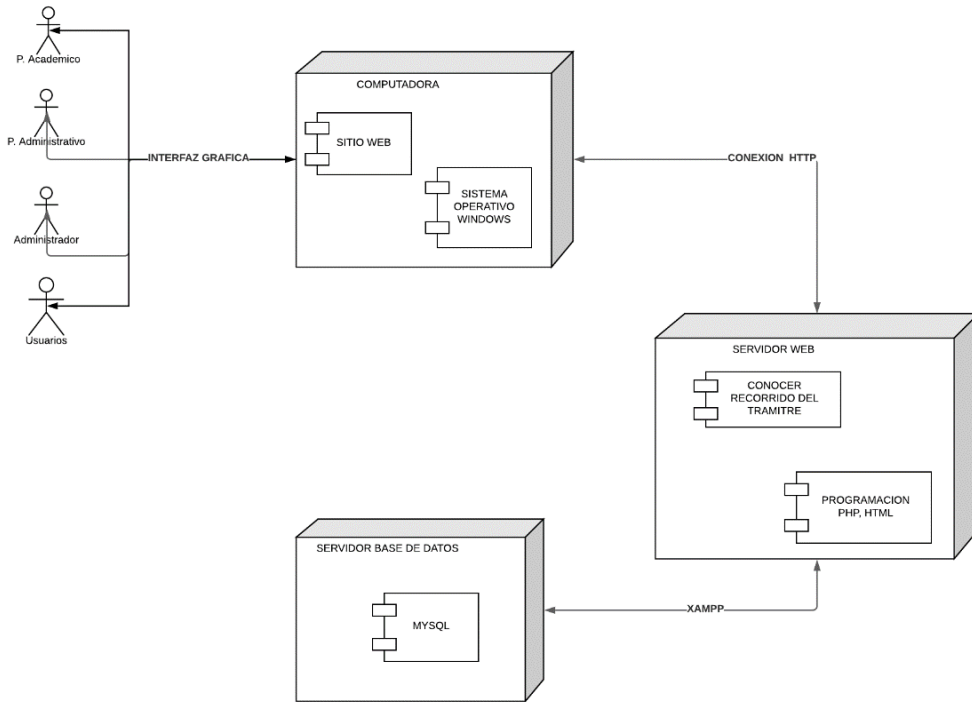 P. Academico
P. Administrativo
Administrador
Usuarios
INTERFAZ GRAFICA
COMPUTADORA
SITIO WEB
SISTEMA
OPERATIVO
WINDOWS
CONEXION HTTP
SERVIDOR WEB
CONOCER
RECORRIDO DEL
TRAMITRE
PROGRAMACION
PHP, HTML
XAMPP
SERVIDOR BASE DE DATOS
MYSQL